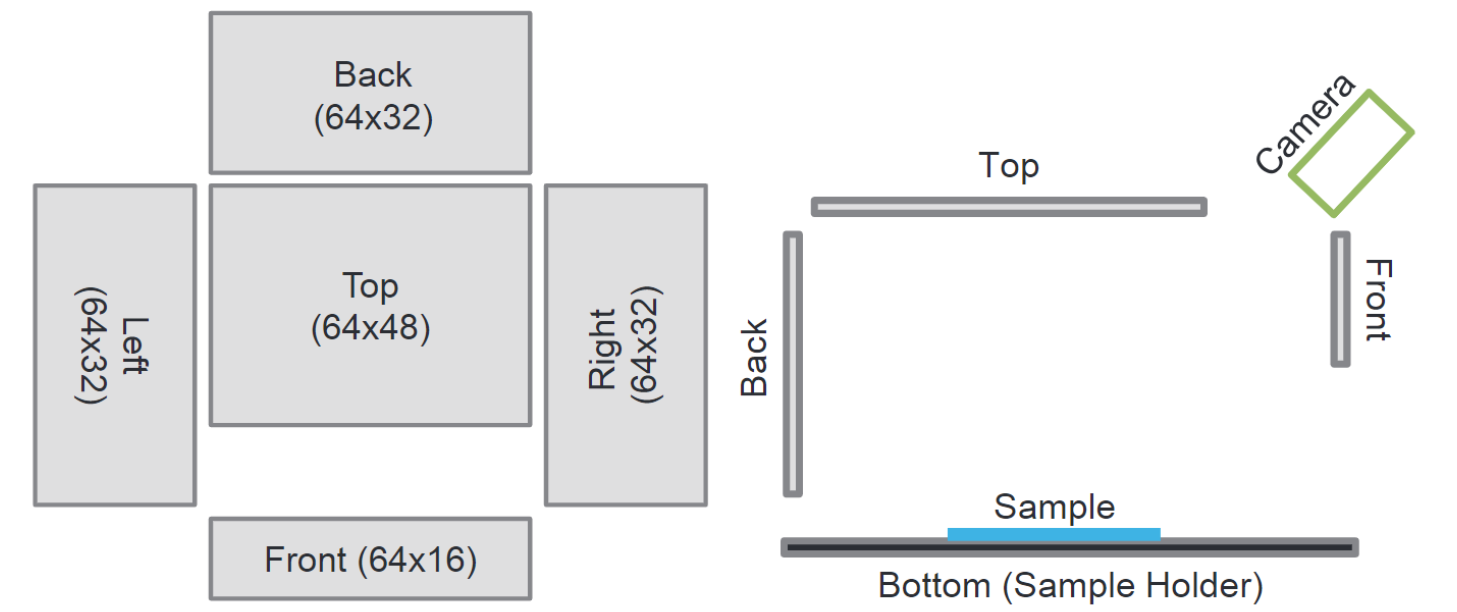 Back
(64x32)
Left
(64x32)
Top
(64x48)
Right
(64x32)
Front (64x16)
Camera
Top
Back
Front
Sample
Bottom (Sample Holder)